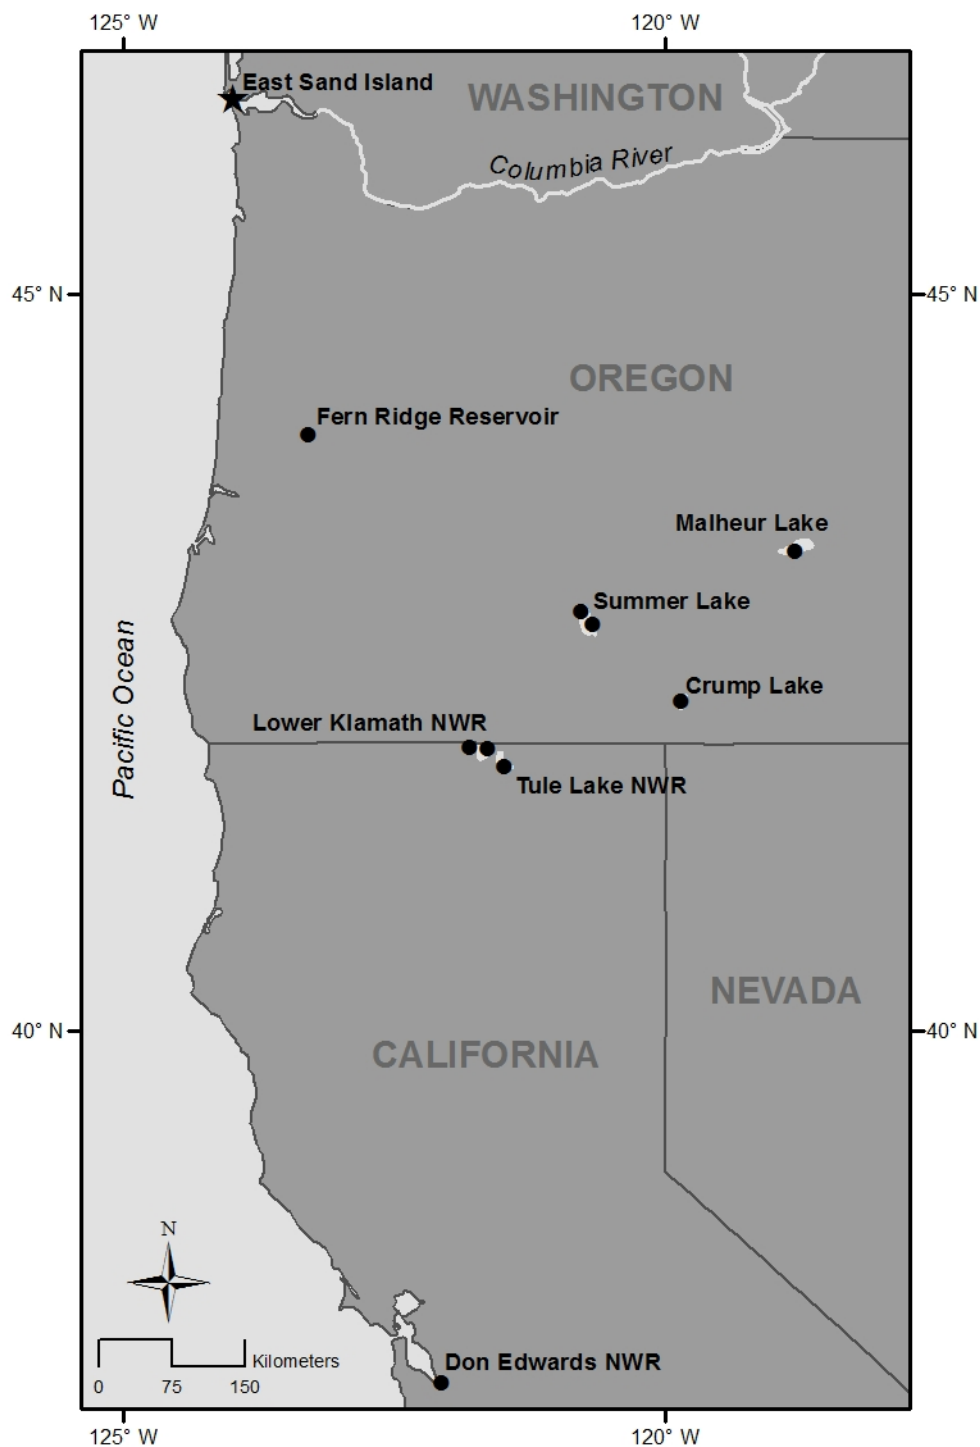 125° W
120° W
East Sand Island
WASHINGTON
Columbia River
45° N
45° N
OREGON
Fern Ridge Reservoir
Malheur Lake
Summer Lake
Pacific Ocean
Crump Lake
Lower Klamath NWR
Tule Lake NWR
NEVADA
40° N
40° N
CALIFORNIA
N
Kilometers
0 75 150
Don Edwards NWR
125° W
120° W